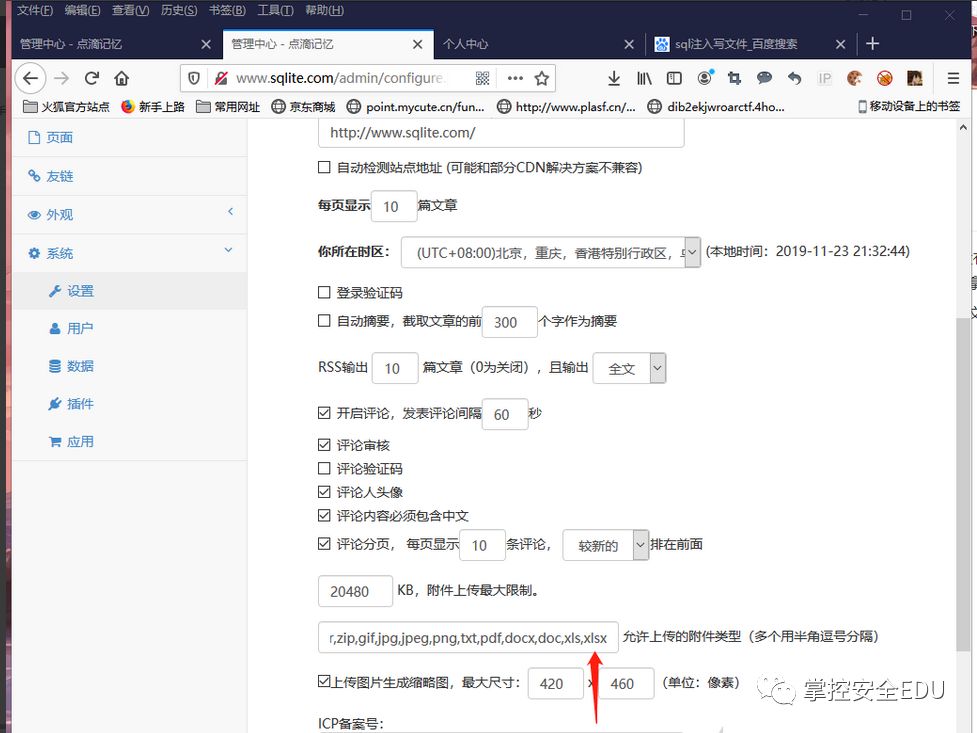 文件(F) 编辑(E) 查看(V) 历史(S) 书签(B) 工具(T) 帮助(H)
管理中心 - 点滴记忆 管理中心 - 点滴记忆 个人中心 sql注入写文件_百度搜索
www.sqlite.com/admin/configure. IP
火狐官方站点 新手上路 常用网址 京东商城 point.mycute.cn/fun... http://www.plasf.cn/... dib2ekjwroarctf.4ho... 移动设备上的书签
页面
友链
外观
系统
设置
用户
数据
插件
应用
http://www.sqlite.com/
自动检测站点地址 (可能和部分CDN解决方案不兼容)
每页显示 10 篇文章
你所在时区： (UTC+08:00)北京，重庆，香港特别行政区， (本地时间：2019-11-23 21:32:44)
登录验证码
自动摘要，截取文章的前 300 个字作为摘要
RSS输出 10 篇文章（0为关闭），且输出 全文
开启评论，发表评论间隔 60 秒
评论审核
评论验证码
评论人头像
评论内容必须包含中文
评论分页， 每页显示 10 条评论， 较新的 排在前面
20480 KB，附件上传最大限制。
r,zip,gif,jpg,jpeg,png,txt,pdf,docx,doc,xls,xlsx 允许上传的附件类型（多个用半角逗号分隔）
上传图片生成缩略图，最大尺寸： 420 x 460 （单位：像素）
ICP备案号：
掌控安全EDU